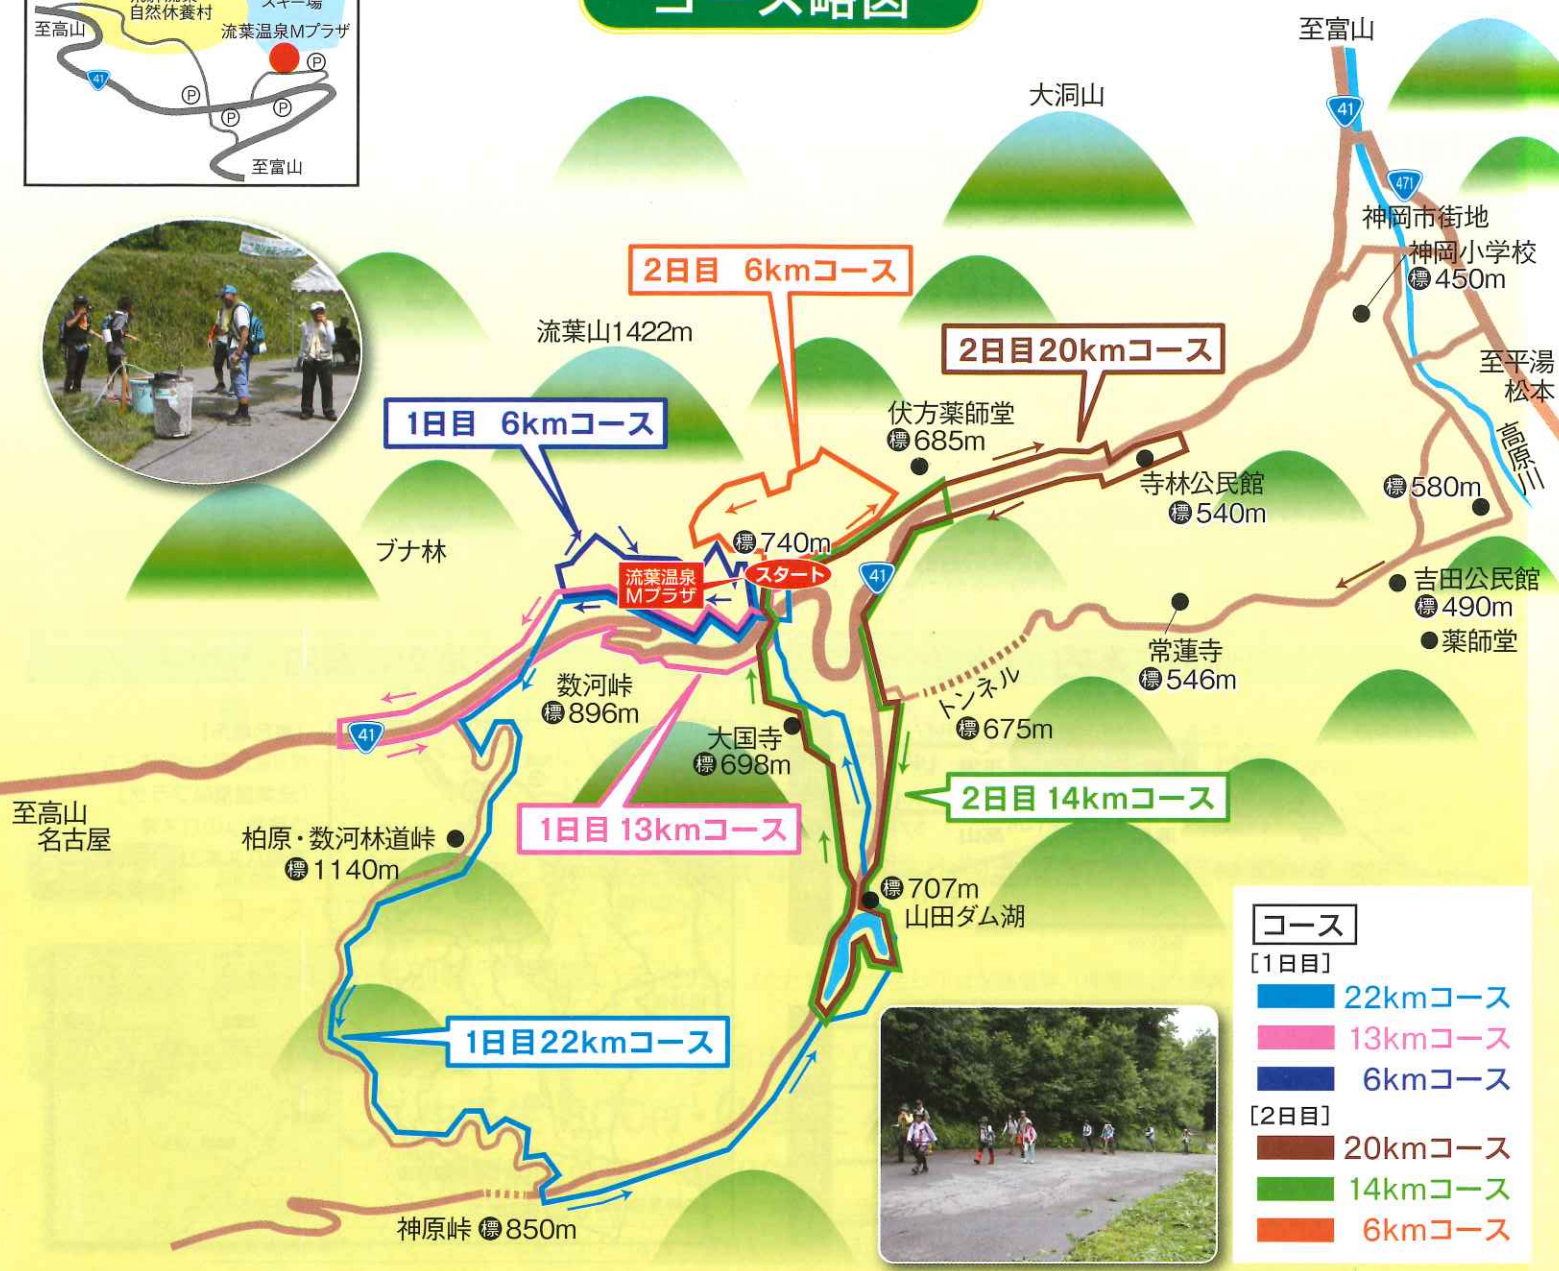 コース略図
自然休養村
スキー場
至高山
流葉温泉Mプラザ
41
P
P
P
P
至富山
至富山
41
大洞山
471
神岡市街地
神岡小学校
標450m
2日目 6kmコース
流葉山1422m
2日目20kmコース
至平湯
松本
1日目 6kmコース
伏方薬師堂
標685m
高原川
寺林公民館
標540m
標580m
ブナ林
標740m
流葉温泉
Mプラザ
スタート
41
吉田公民館
標490m
薬師堂
常蓮寺
標546m
数河峠
標896m
トンネル
標675m
41
大国寺
標698m
2日目 14kmコース
至高山
名古屋
1日目 13kmコース
柏原・数河林道峠
標1140m
標707m
山田ダム湖
1日目22kmコース
神原峠 標850m
コース
[1日目]
22kmコース
13kmコース
6kmコース
[2日目]
20kmコース
14kmコース
6kmコース